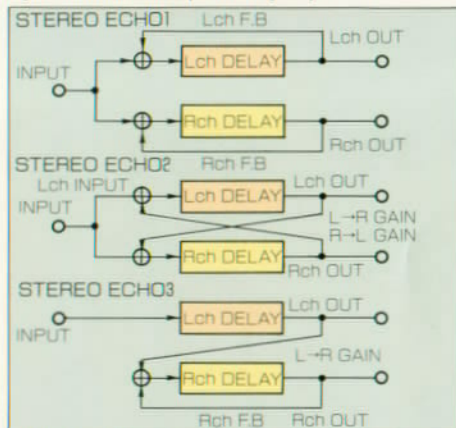 STEREO ECHO1
Lch F.B
Lch OUT
INPUT
Lch DELAY
Rch DELAY
Rch OUT
Rch F.B
STEREO ECHO2
Lch INPUT
INPUT
Lch OUT
Lch DELAY
L→R GAIN
R→L GAIN
Rch DELAY
Rch OUT
STEREO ECHO3
Lch OUT
Lch DELAY
INPUT
L→R GAIN
Rch DELAY
Rch F.B
Rch OUT